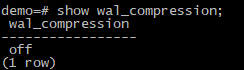 demo=# show wal_compression;
 wal_compression
-----------------
 off
(1 row)